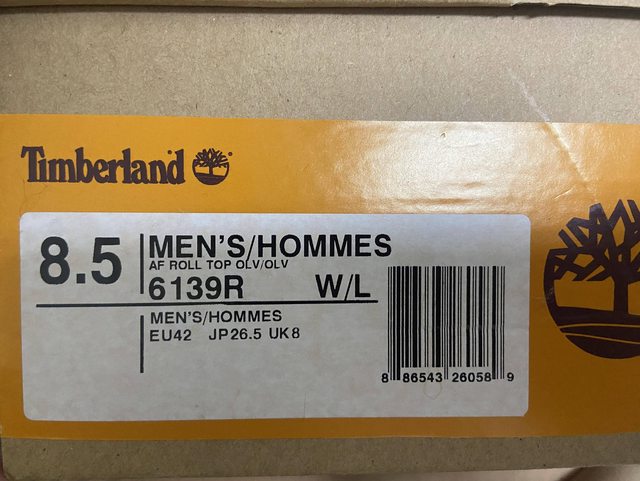 Timberland
8.5
MEN'S/HOMMES
AF ROLL TOP OLV/OLV
6139R W/L
MEN'S/HOMMES
EU42 JP26.5 UK8
8 86543 26058 9